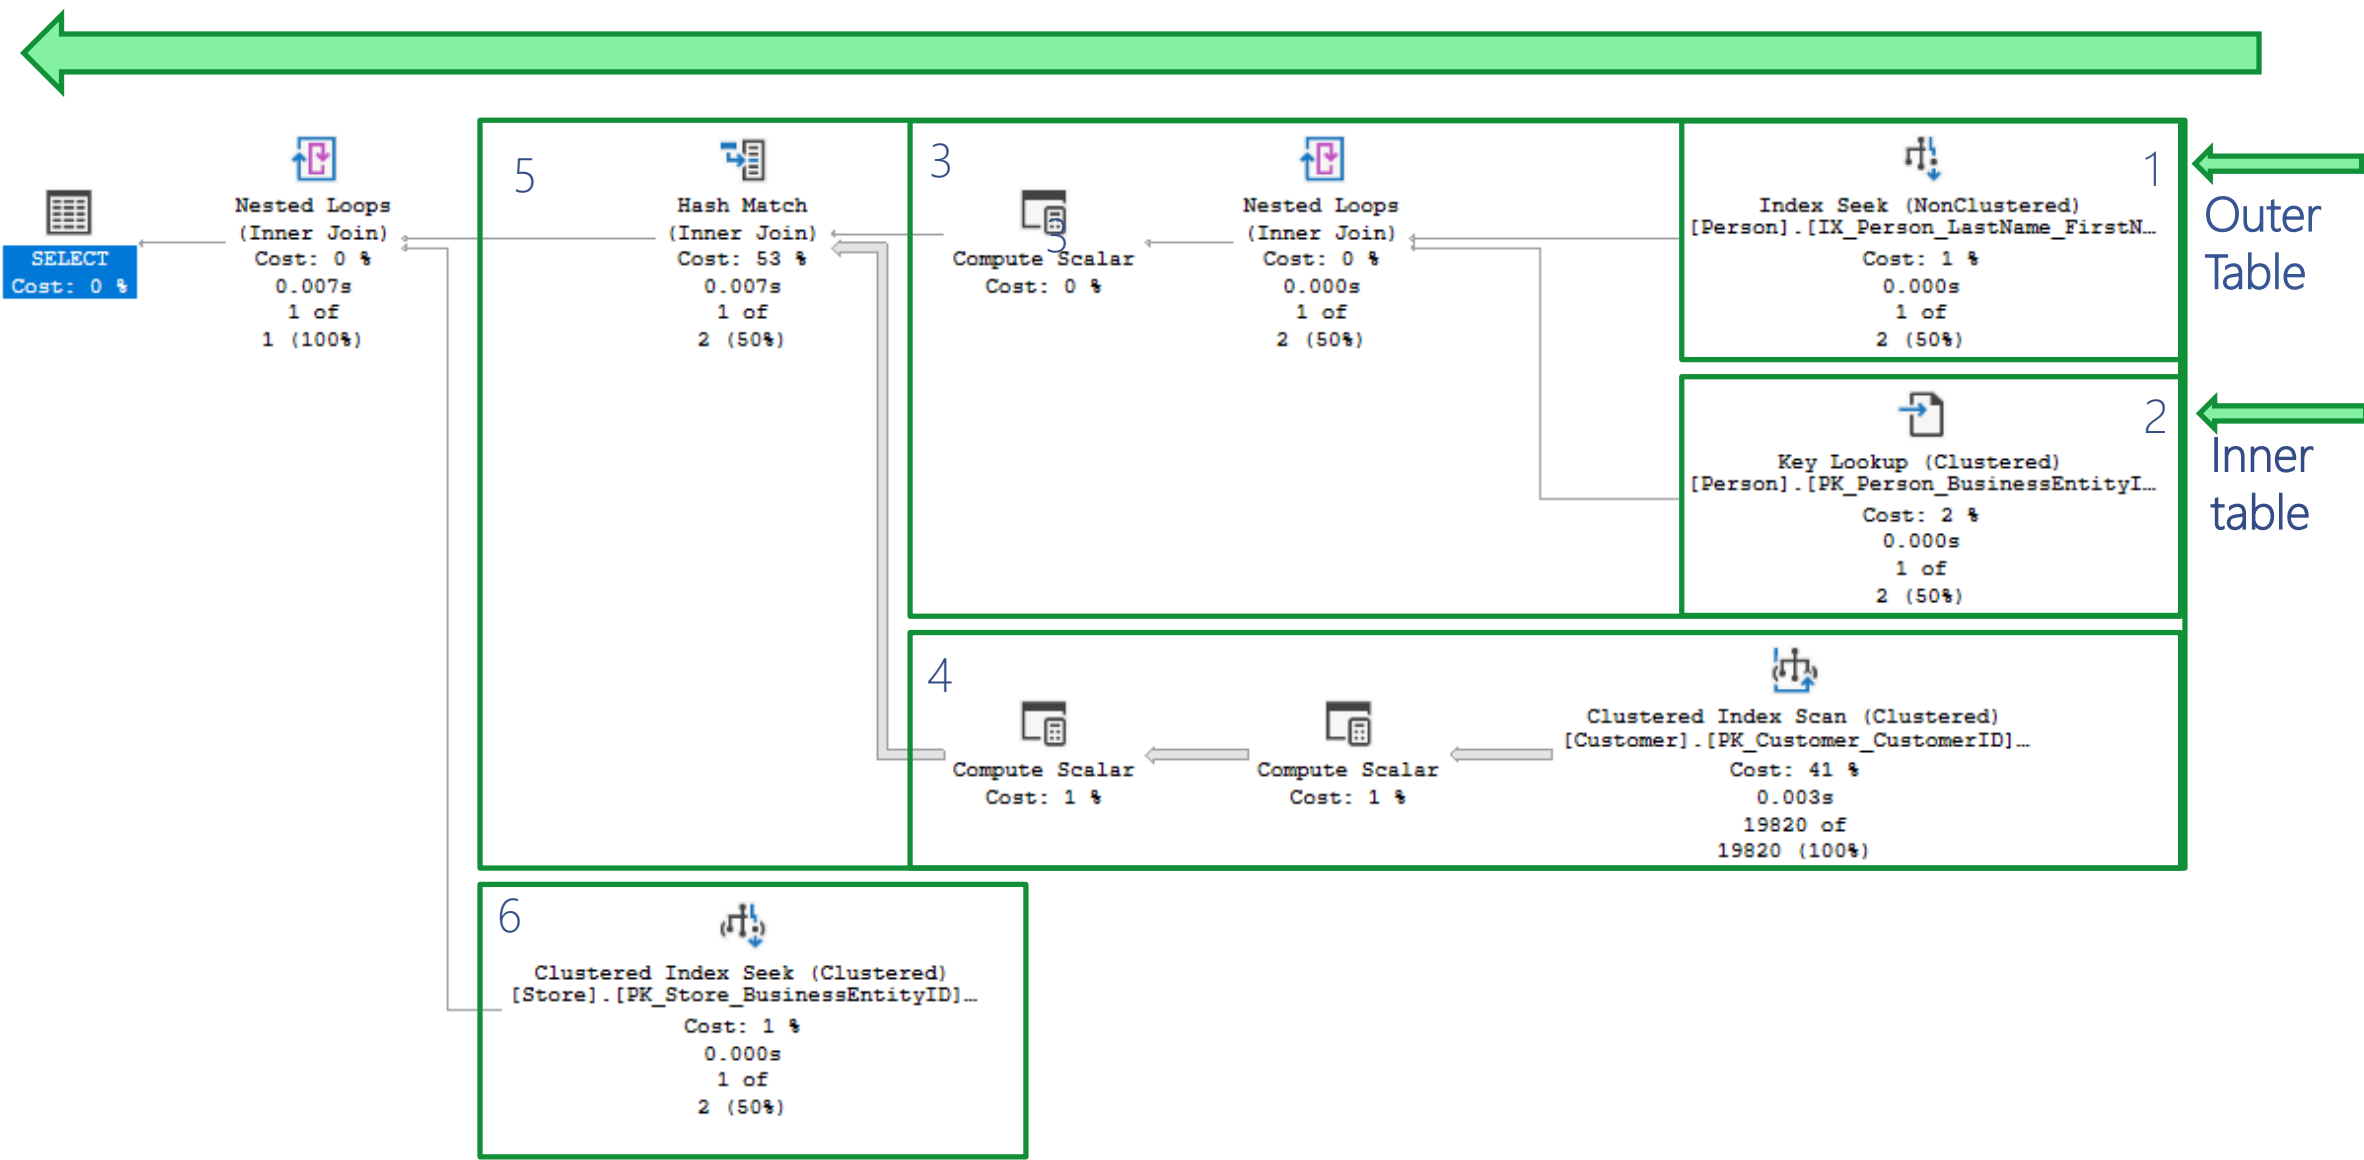 SELECT
Cost: 0 %
Nested Loops
(Inner Join)
Cost: 0 %
0.007s
1 of
1 (100%)
5
Hash Match
(Inner Join)
Cost: 53 %
0.007s
1 of
2 (50%)
3
3
Compute Scalar
Cost: 0 %
Nested Loops
(Inner Join)
Cost: 0 %
0.000s
1 of
2 (50%)
1
Index Seek (NonClustered)
[Person].[IX_Person_LastName_FirstN…
Cost: 1 %
0.000s
1 of
2 (50%)
Outer
Table
2
Key Lookup (Clustered)
[Person].[PK_Person_BusinessEntityI…
Cost: 2 %
0.000s
1 of
2 (50%)
Inner
table
4
Compute Scalar
Cost: 1 %
Compute Scalar
Cost: 1 %
Clustered Index Scan (Clustered)
[Customer].[PK_Customer_CustomerID]…
Cost: 41 %
0.003s
19820 of
19820 (100%)
6
Clustered Index Seek (Clustered)
[Store].[PK_Store_BusinessEntityID]…
Cost: 1 %
0.000s
1 of
2 (50%)